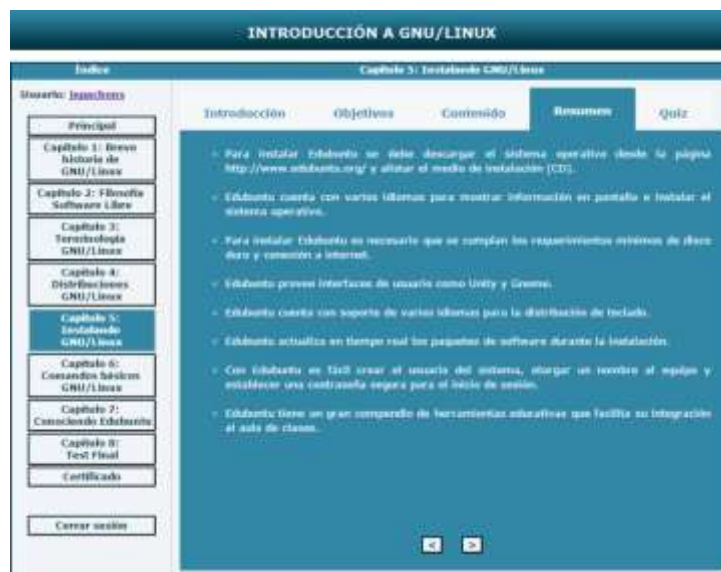 INTRODUCCIÓN A GNU/LINUX
Índice
Capítulo 5: Instalando GNU/Linux
Usuario:
Introducción
Objetivos
Contenido
Resumen
Quiz
Principal
Capítulo 1: Breve
historia de
GNU/Linux
Capítulo 2: Filosofía
Software Libre
Capítulo 3:
Terminología
GNU/Linux
Capítulo 4:
Distribuciones
GNU/Linux
Capítulo 5:
Instalando
GNU/Linux
Capítulo 6:
Comandos básicos
GNU/Linux
Capítulo 7:
Conociendo Edubuntu
Capítulo 8:
Test Final
Certificado
Cerrar sesión
Para instalar Edubuntu se debe descargar el sistema operativo desde la página
http://www.edubuntu.org/ y alistar el medio de instalación (CD).
Edubuntu cuenta con varios idiomas para mostrar información en pantalla e instalar el
sistema operativo.
Para instalar Edubuntu es necesario que se cumplan los requerimientos mínimos de disco
duro y conexión a internet.
Edubuntu provee interfaces de usuario como Unity y Gnome.
Edubuntu cuenta con soporte de varios idiomas para la distribución de teclado.
Edubuntu actualiza en tiempo real los paquetes de software durante la instalación.
Con Edubuntu es fácil crear el usuario del sistema, otorgar un nombre al equipo y
establecer una contraseña segura para el inicio de sesión.
Edubuntu tiene un gran compendio de herramientas educativas que facilita su integración
al aula de clases.
< >